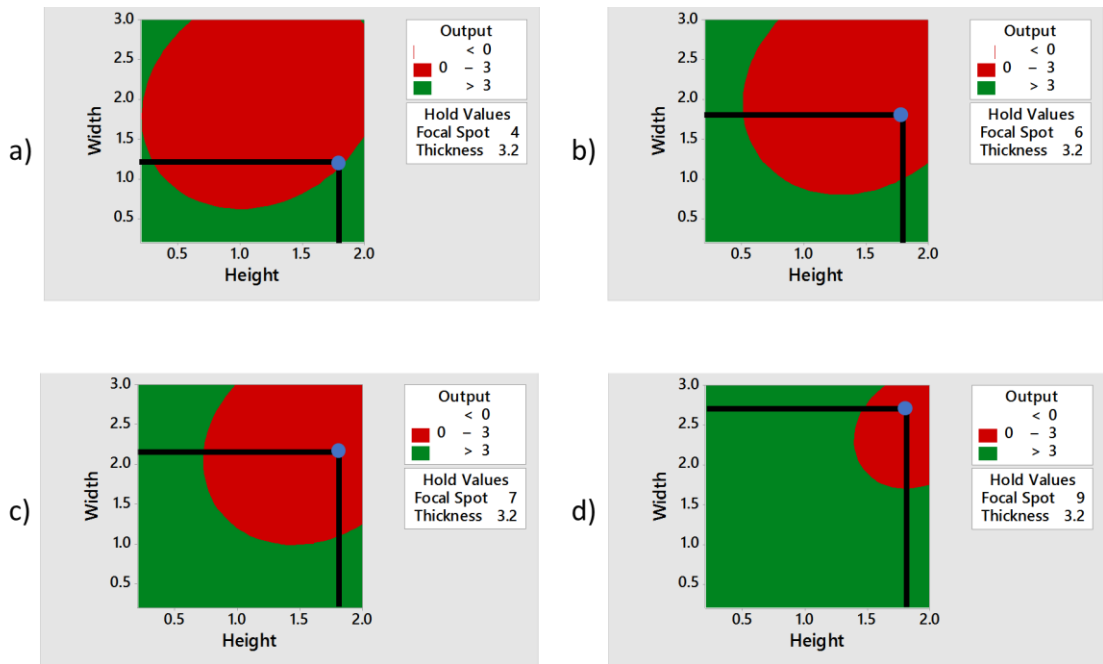 a)
Width
3.0
2.5
2.0
1.5
1.0
0.5
0.5 1.0 1.5 2.0
Height
Output
< 0
0 – 3
> 3
Hold Values
Focal Spot 4
Thickness 3.2
b)
Width
3.0
2.5
2.0
1.5
1.0
0.5
0.5 1.0 1.5 2.0
Height
Output
< 0
0 – 3
> 3
Hold Values
Focal Spot 6
Thickness 3.2
c)
Width
3.0
2.5
2.0
1.5
1.0
0.5
0.5 1.0 1.5 2.0
Height
Output
< 0
0 – 3
> 3
Hold Values
Focal Spot 7
Thickness 3.2
d)
Width
3.0
2.5
2.0
1.5
1.0
0.5
0.5 1.0 1.5 2.0
Height
Output
< 0
0 – 3
> 3
Hold Values
Focal Spot 9
Thickness 3.2